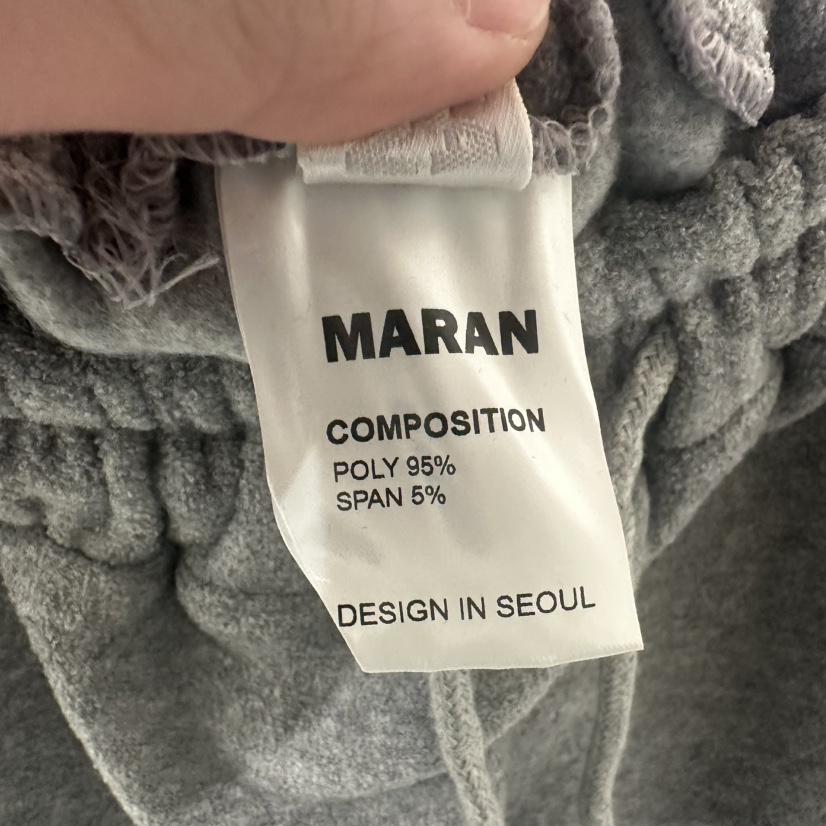 MARAN
COMPOSITION
POLY 95%
SPAN 5%
DESIGN IN SEOUL